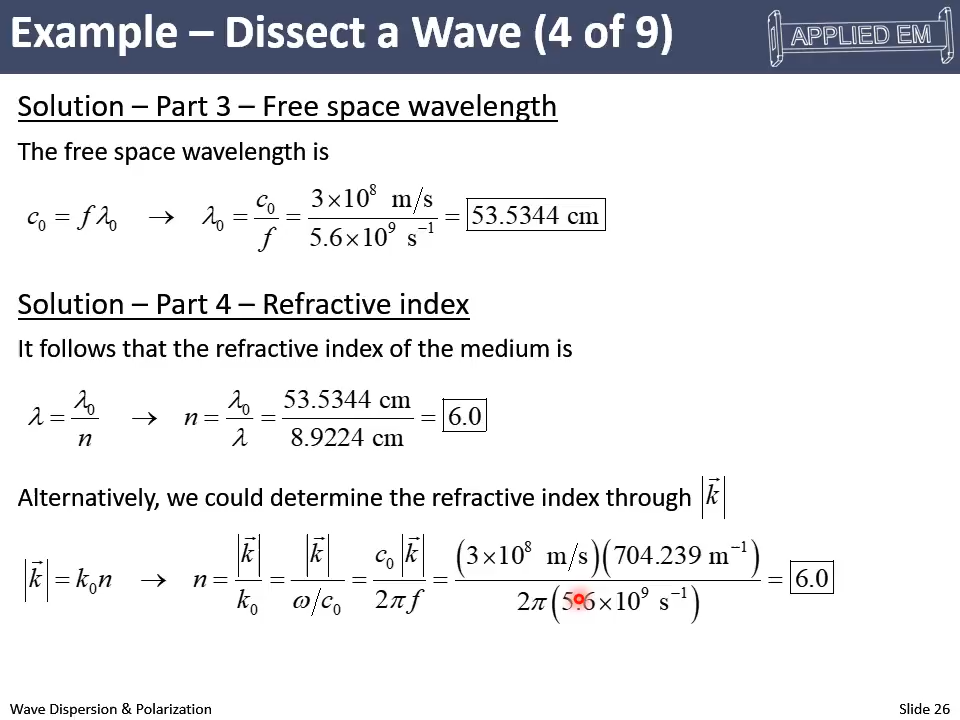 Example – Dissect a Wave (4 of 9)
APPLIED EM
Solution – Part 3 – Free space wavelength
The free space wavelength is
c₀ = f λ₀ → λ₀ = c₀/f = (3×10⁸ m/s)/(5.6×10⁹ s⁻¹) = 53.5344 cm
Solution – Part 4 – Refractive index
It follows that the refractive index of the medium is
λ = λ₀/n → n = λ₀/λ = (53.5344 cm)/(8.9224 cm) = 6.0
Alternatively, we could determine the refractive index through |k⃗|
|k⃗| = k₀n → n = |k⃗|/k₀ = |k⃗|/(ω/c₀) = c₀|k⃗|/(2π f) = (3×10⁸ m/s)(704.239 m⁻¹)/(2π(5.6×10⁹ s⁻¹)) = 6.0
Wave Dispersion & Polarization
Slide 26